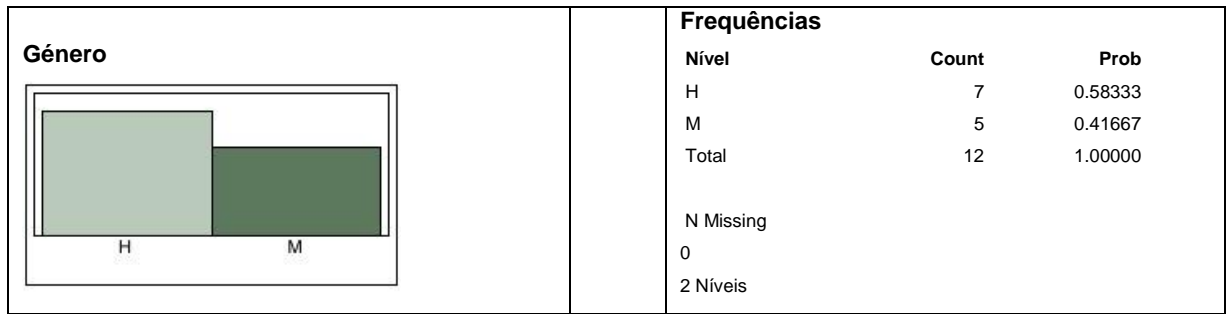 Género
H M
Frequências
Nível Count Prob
H 7 0.58333
M 5 0.41667
Total 12 1.00000
N Missing
0
2 Níveis